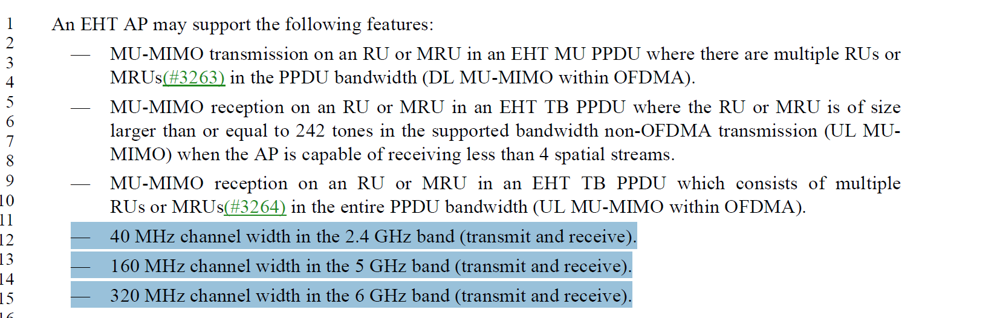 1 An EHT AP may support the following features:
2
3 — MU-MIMO transmission on an RU or MRU in an EHT MU PPDU where there are multiple RUs or
4 MRUs(#3263) in the PPDU bandwidth (DL MU-MIMO within OFDMA).
5 — MU-MIMO reception on an RU or MRU in an EHT TB PPDU where the RU or MRU is of size
6 larger than or equal to 242 tones in the supported bandwidth non-OFDMA transmission (UL MU-
7
8 MIMO) when the AP is capable of receiving less than 4 spatial streams.
9 — MU-MIMO reception on an RU or MRU in an EHT TB PPDU which consists of multiple
10 RUs or MRUs(#3264) in the entire PPDU bandwidth (UL MU-MIMO within OFDMA).
11
12 — 40 MHz channel width in the 2.4 GHz band (transmit and receive).
13 — 160 MHz channel width in the 5 GHz band (transmit and receive).
14
15 — 320 MHz channel width in the 6 GHz band (transmit and receive).
16